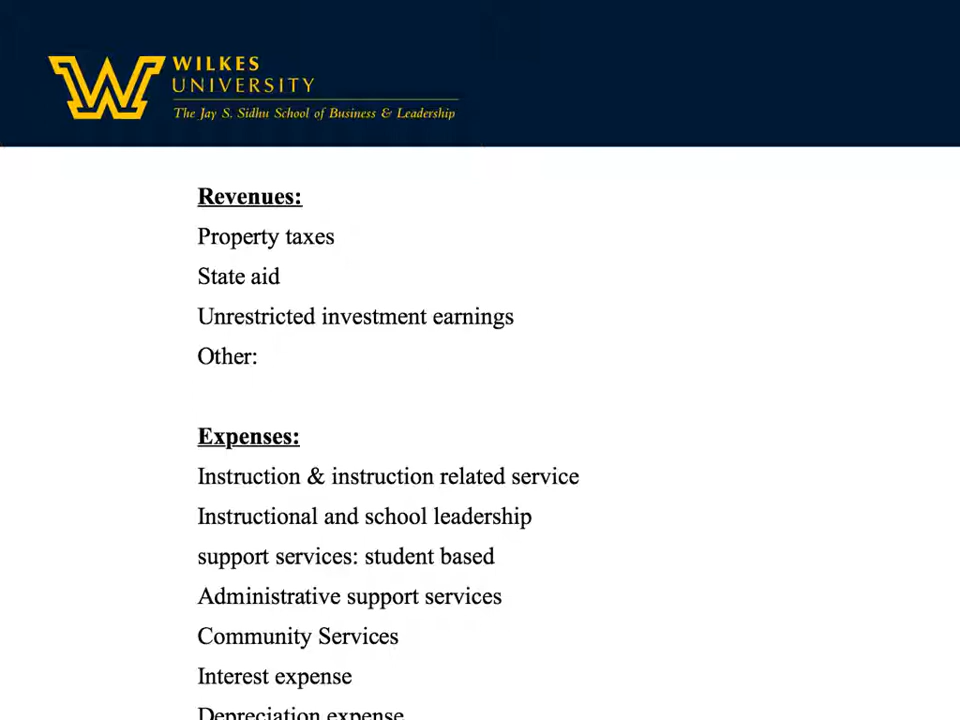 WILKES
UNIVERSITY
The Jay S. Sidhu School of Business & Leadership
Revenues:
Property taxes
State aid
Unrestricted investment earnings
Other:
Expenses:
Instruction & instruction related service
Instructional and school leadership
support services: student based
Administrative support services
Community Services
Interest expense
Depreciation expense